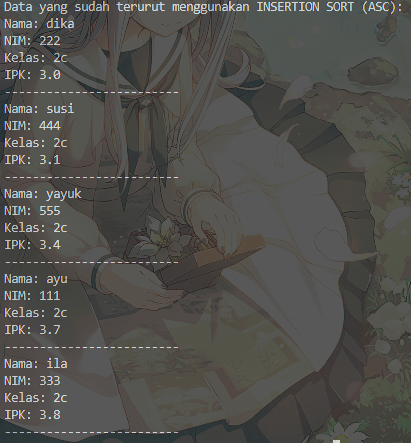 Data yang sudah terurut menggunakan INSERTION SORT (ASC):
Nama: dika
NIM: 222
Kelas: 2c
IPK: 3.0
-------------------------
Nama: susi
NIM: 444
Kelas: 2c
IPK: 3.1
-------------------------
Nama: yayuk
NIM: 555
Kelas: 2c
IPK: 3.4
-------------------------
Nama: ayu
NIM: 111
Kelas: 2c
IPK: 3.7
-------------------------
Nama: ila
NIM: 333
Kelas: 2c
IPK: 3.8
-------------------------